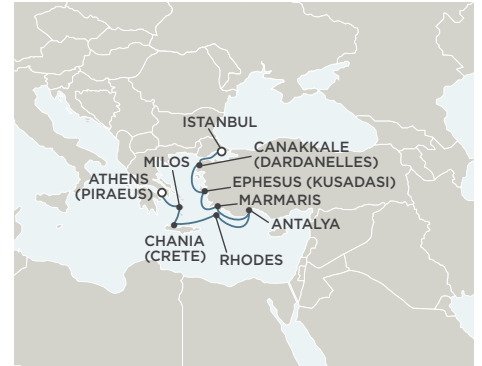 ISTANBUL
CANAKKALE
(DARDANELLES)
MILOS
ATHENS
(PIRAEUS)
EPHESUS (KUSADASI)
MARMARIS
ANTALYA
CHANIA
(CRETE)
RHODES